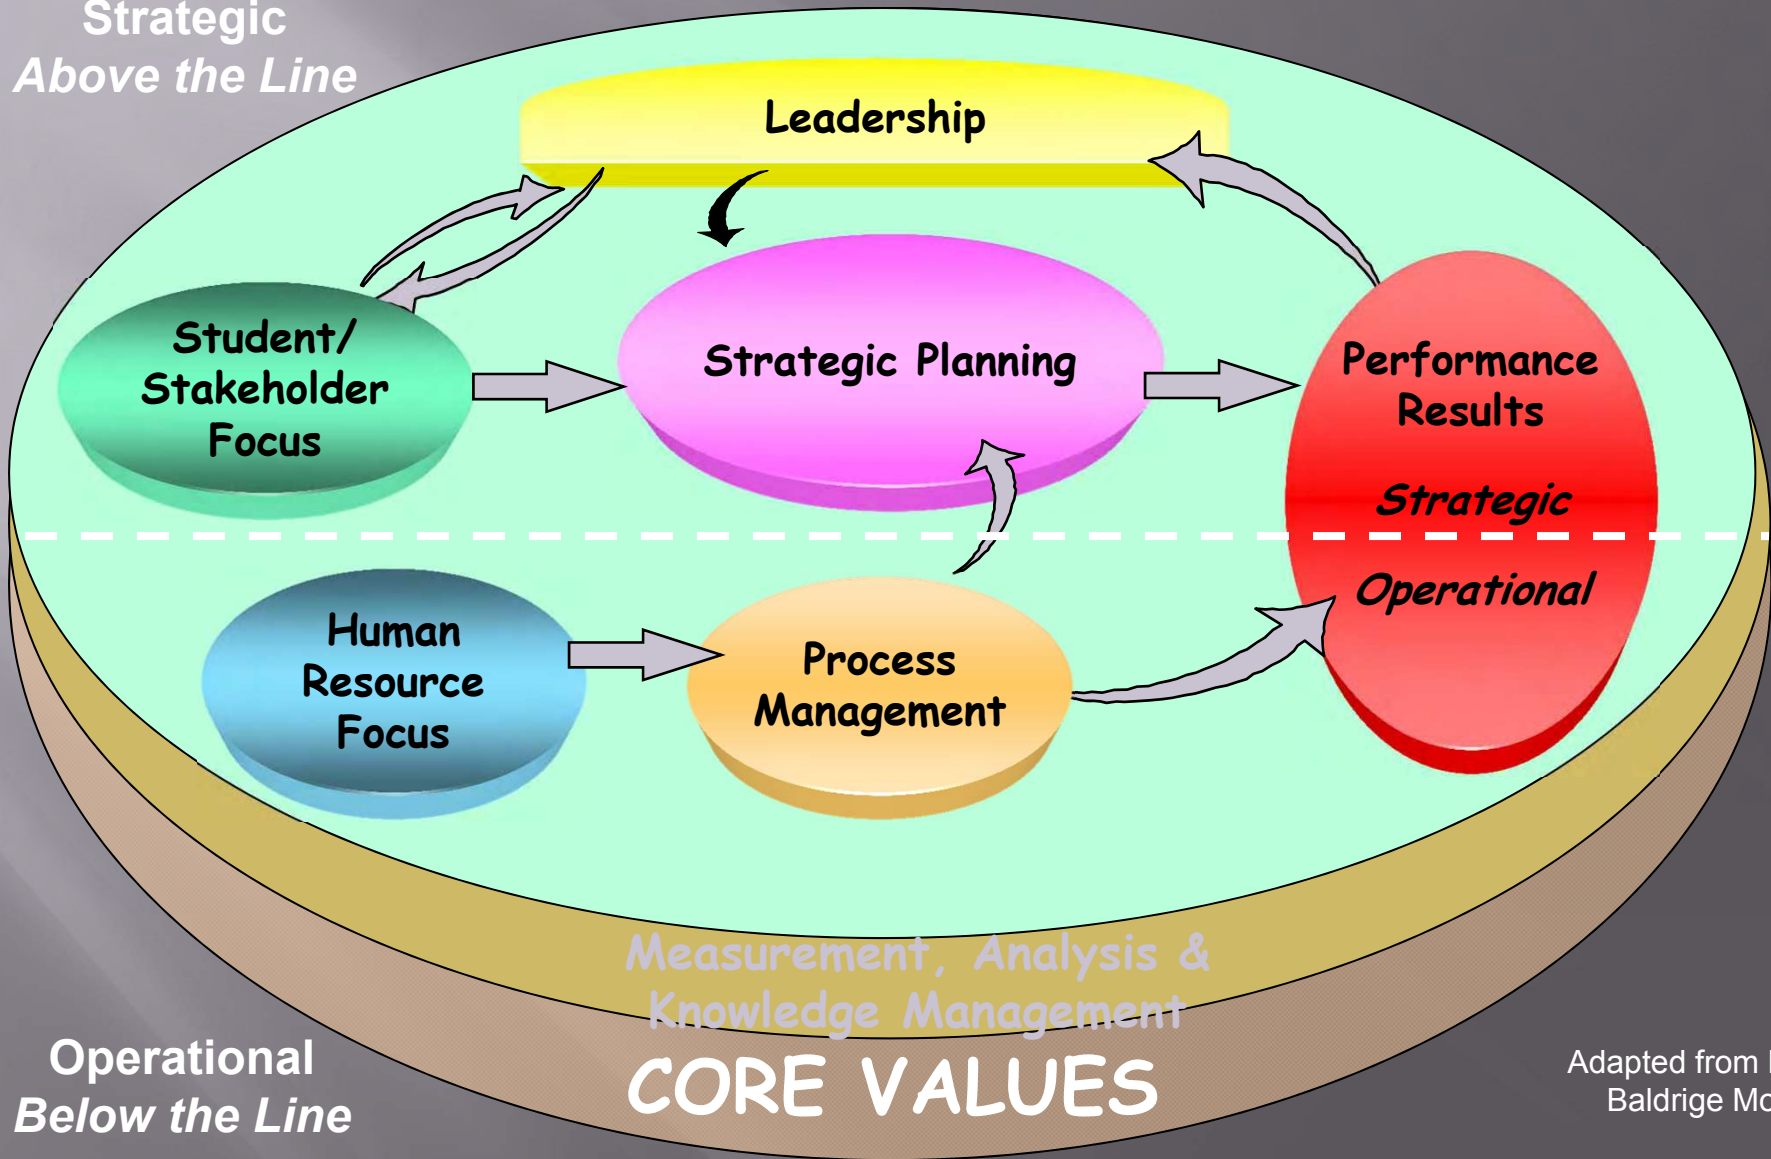 Strategic
Above the Line
Leadership
Student/
Stakeholder
Focus
Strategic Planning
Performance
Results
Strategic
Operational
Human
Resource
Focus
Process
Management
Measurement, Analysis &
Knowledge Management
CORE VALUES
Operational
Below the Line
Adapted from
Baldrige